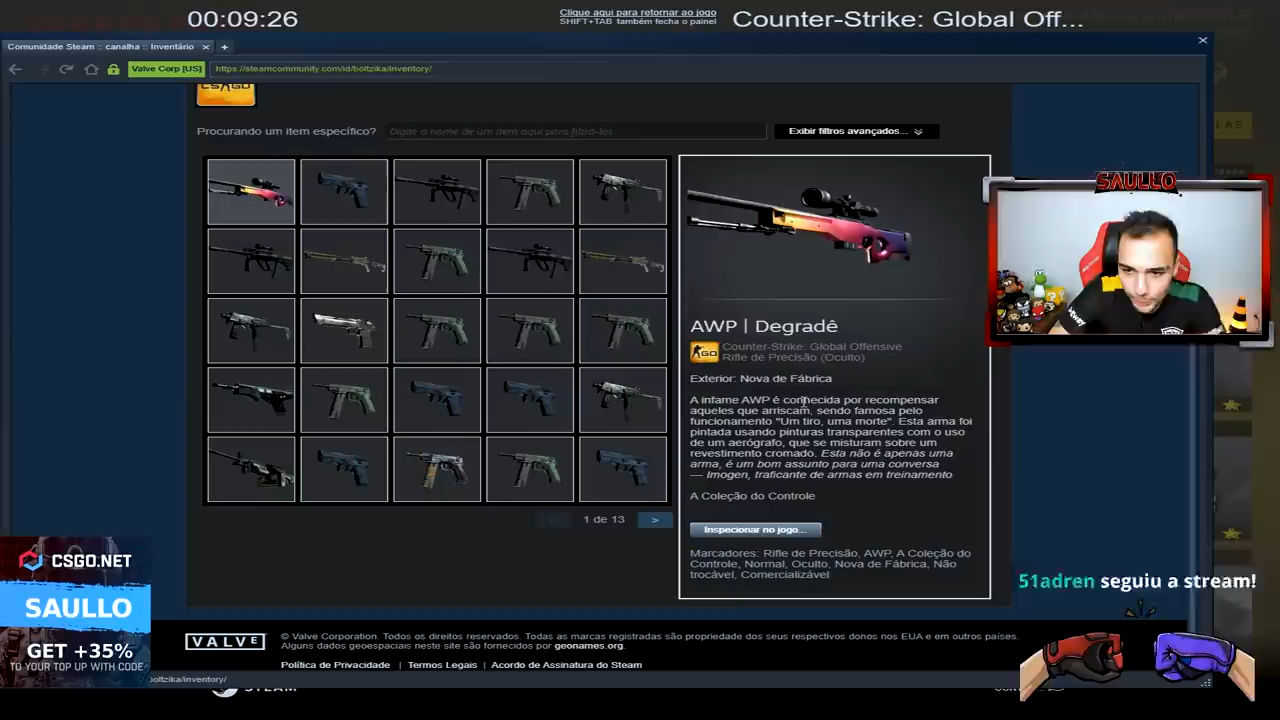 00:09:26
Clique aqui para retornar ao jogo
SHIFT+TAB também fecha o painel
Counter-Strike: Global Off...
Comunidade Steam :: canalha :: Inventário
Valve Corp [US]
https://steamcommunity.com/id/boltzika/inventory/
CS GO
Procurando um item específico?
Digite o nome de um item aqui para filtrá-los
Exibir filtros avançados...
LAS
SAULLO
AWP | Degradê
GO
Counter-Strike: Global Offensive
Rifle de Precisão (Oculto)
Exterior: Nova de Fábrica
A infame AWP é conhecida por recompensar
aqueles que arriscam, sendo famosa pelo
funcionamento "Um tiro, uma morte". Esta arma foi
pintada usando pinturas transparentes com o uso
de um aerógrafo, que se misturam sobre um
revestimento cromado. Esta não é apenas uma
arma, é um bom assunto para uma conversa
— Imogen, traficante de armas em treinamento
A Coleção do Controle
1 de 13
Inspecionar no jogo...
Marcadores: Rifle de Precisão, AWP, A Coleção do
Controle, Normal, Oculto, Nova de Fábrica, Não
trocável, Comercializável
CSGO.NET
SAULLO
GET +35%
TO YOUR TOP UP WITH CODE
51adren seguiu a stream!
VALVE
© Valve Corporation. Todos os direitos reservados. Todas as marcas registradas são propriedade dos seus respectivos donos nos EUA e em outros países.
Alguns dados geoespaciais neste site são fornecidos por geonames.org.
Política de Privacidade | Termos Legais | Acordo de Assinatura do Steam
boltzika/inventory/
STEAM